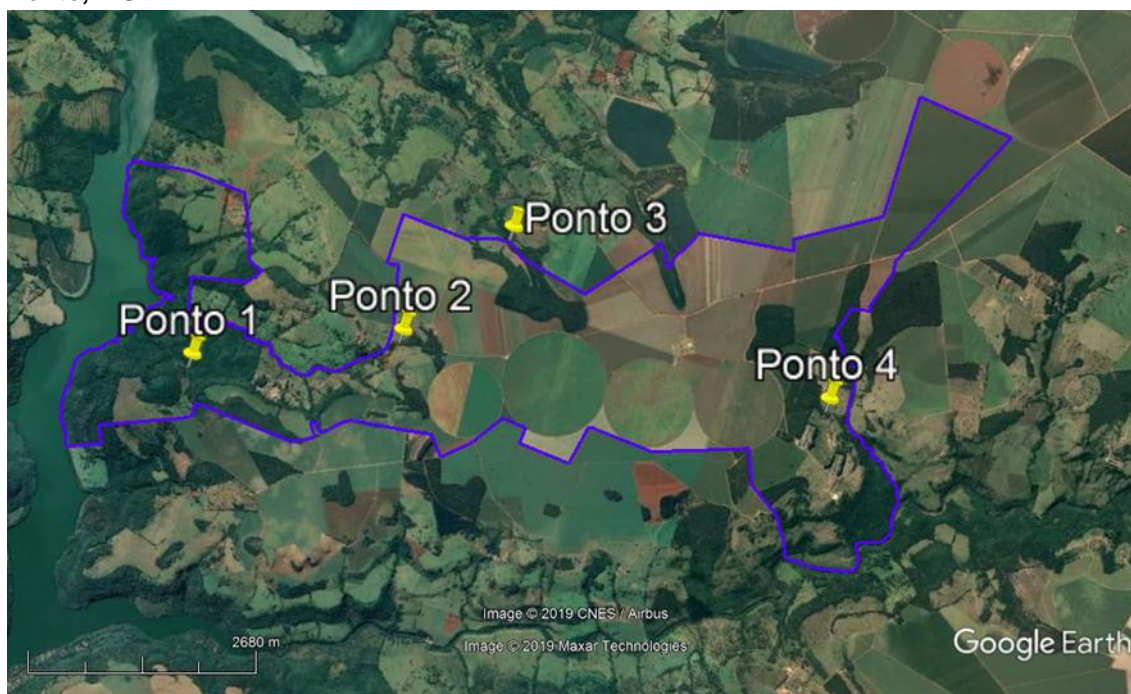 Ponto 3
Ponto 2
Ponto 1
Ponto 4
Image © 2019 CNES / Airbus
Image © 2019 Maxar Technologies
2680 m
Google Earth